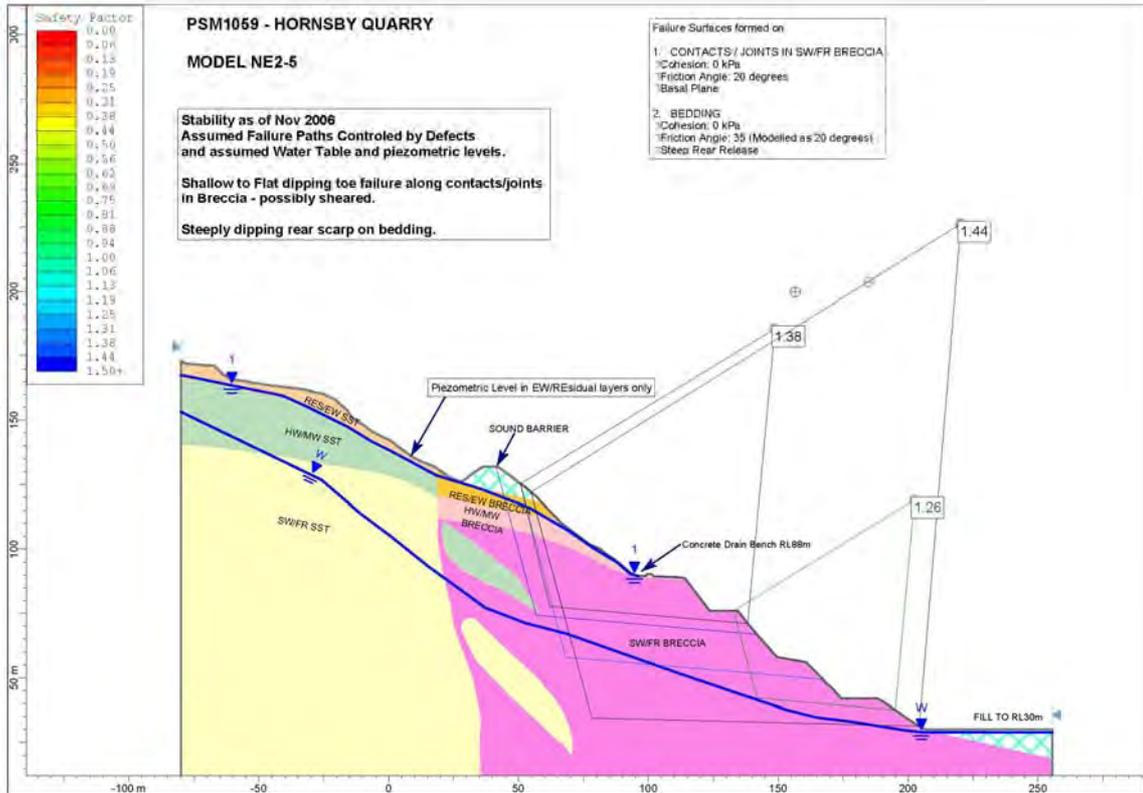 Safety Factor
0.00
0.06
0.13
0.19
0.25
0.31
0.38
0.44
0.50
0.56
0.63
0.69
0.75
0.81
0.88
0.94
1.00
1.06
1.13
1.19
1.25
1.31
1.38
1.44
1.50+
PSM1059 - HORNSBY QUARRY
MODEL NE2-5
Stability as of Nov 2006
Assumed Failure Paths Controled by Defects
and assumed Water Table and piezometric levels.
Shallow to Flat dipping toe failure along contacts/joints
in Breccia - possibly sheared.
Steeply dipping rear scarp on bedding.
Failure Surfaces formed on
1. CONTACTS / JOINTS IN SW/FR BRECCIA
Cohesion: 0 kPa
Friction Angle: 20 degrees
Basal Plane
2. BEDDING
Cohesion: 0 kPa
Friction Angle: 35 (Modelled as 20 degrees)
Steep Rear Release
1.44
1.38
1.26
Piezometric Level in EW/REsidual layers only
SOUND BARRIER
Concrete Drain Bench RL88m
1
RES/EW SST
HW/MW SST
W
SW/FR SST
RES/EW BRECCIA
HW/MW
BRECCIA
1
SW/FR BRECCIA
W
FILL TO RL30m
300
250
200
150
100
50 m
-100 m
-50
0
50
100
150
200
250